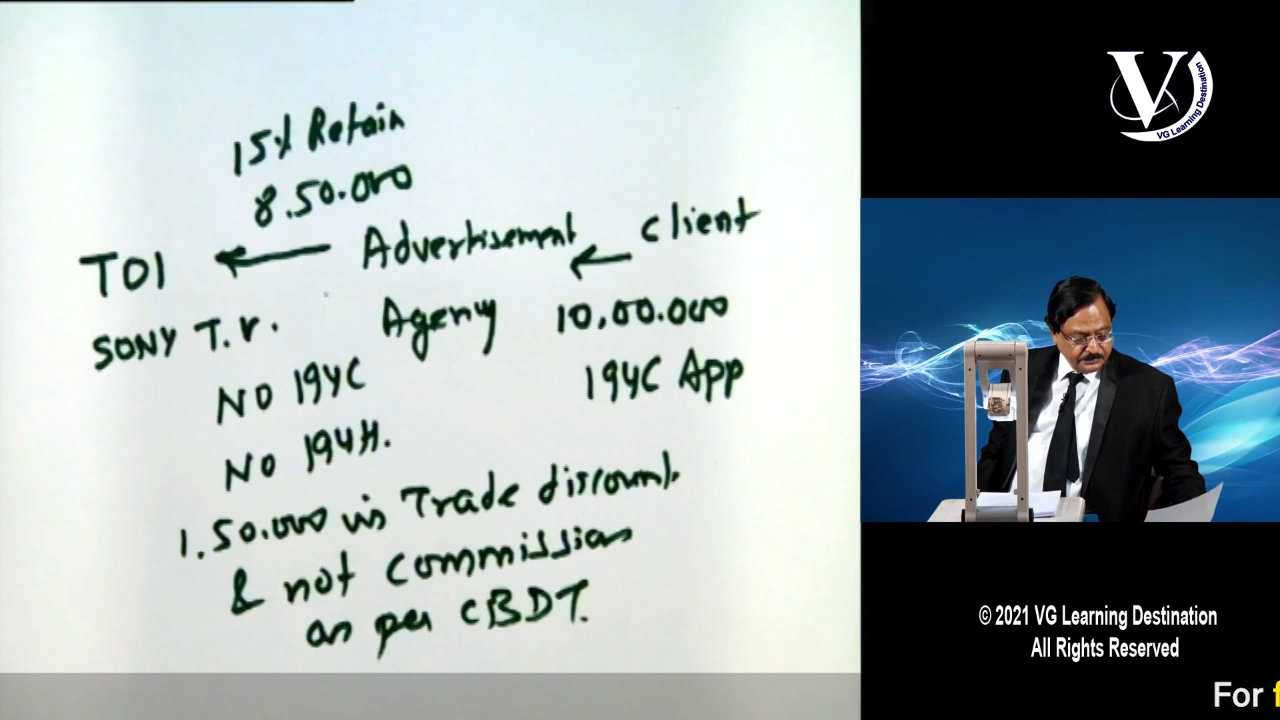 15% Retain
8.50.000
TOI ← Advertisement ← client
SONY T.V. Agency 10,00.000
NO 194C 194C App
NO 194H.
1.50.000 is Trade discount
& not commission
as per CBDT.
V
VG Learning Destination
© 2021 VG Learning Destination
All Rights Reserved
For